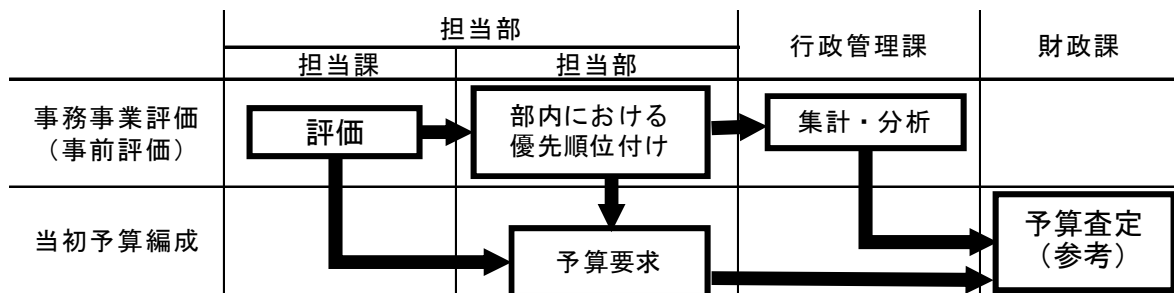 担当部
行政管理課
財政課
担当課
担当部
事務事業評価
（事前評価）
評価
部内における
優先順位付け
集計・分析
当初予算編成
予算要求
予算査定
（参考）